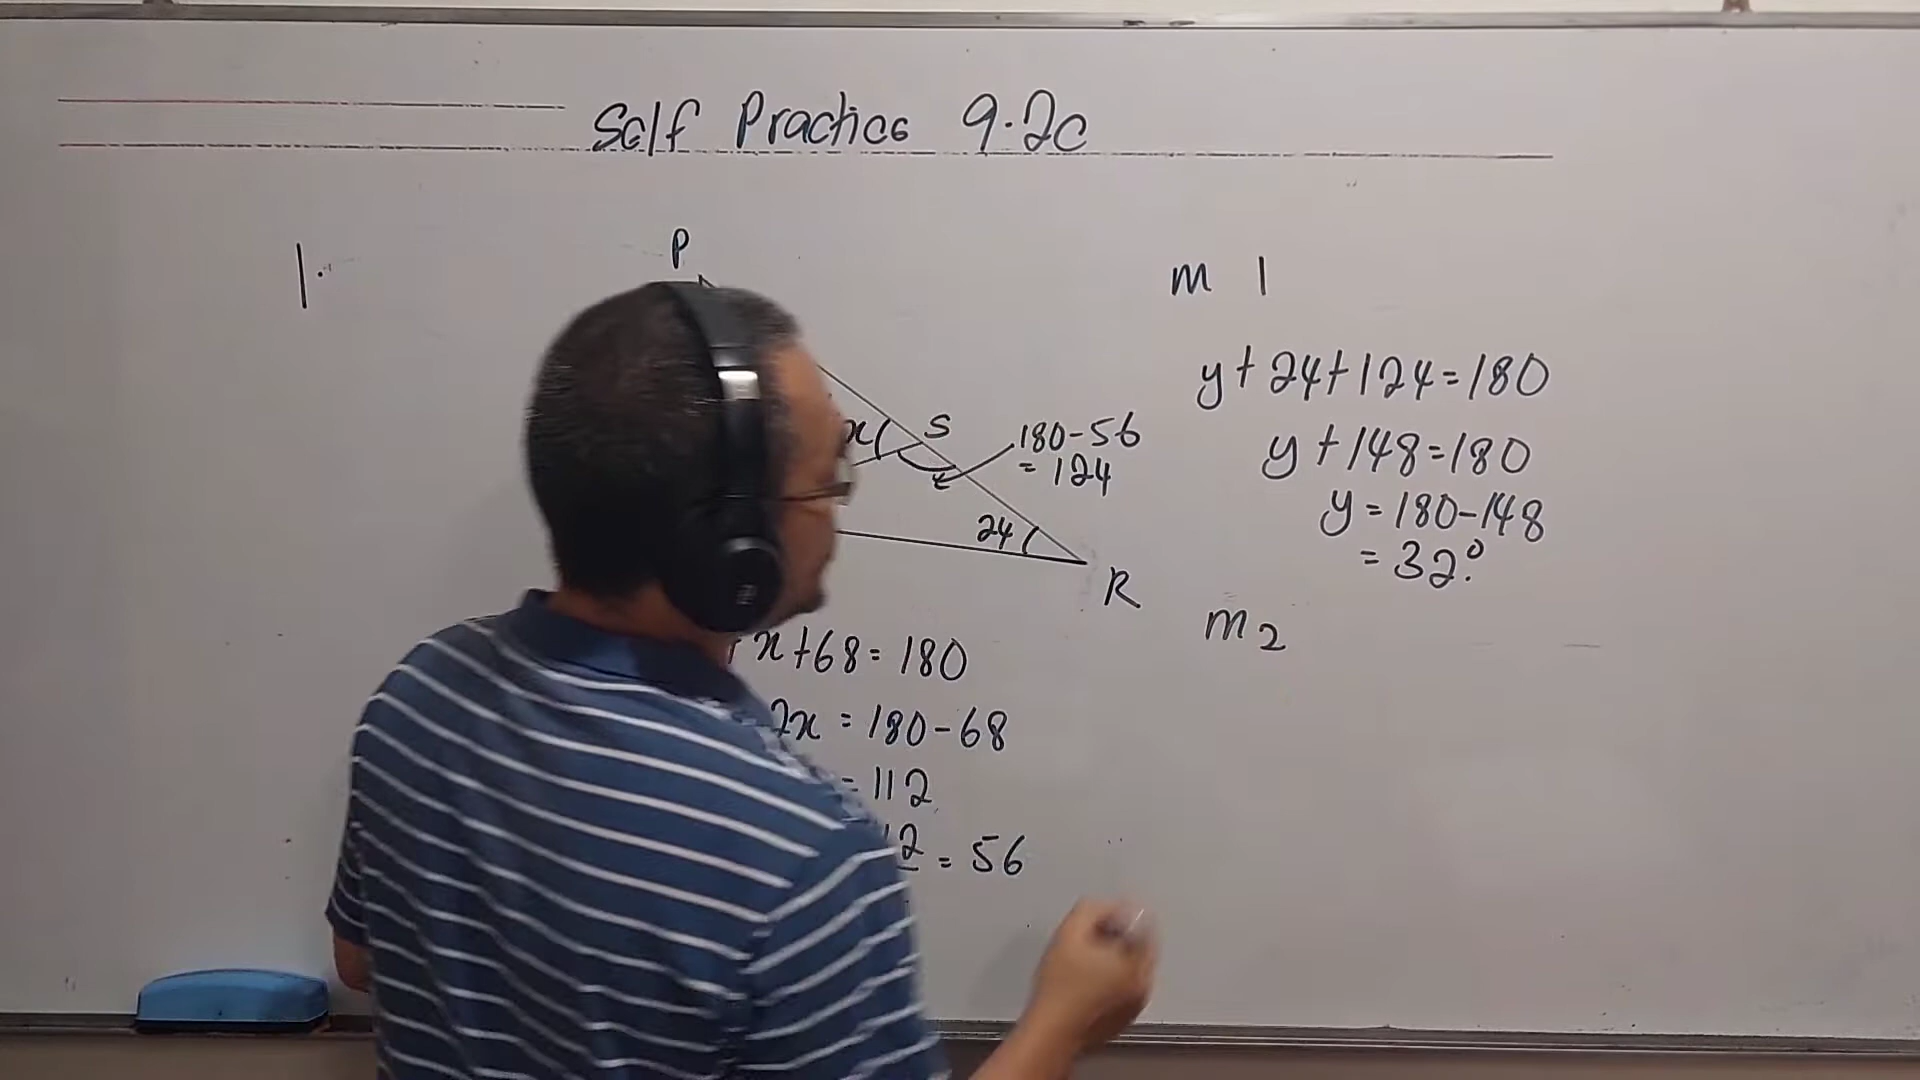 Self Practice 9.2c
1.
P
x
S
180-56
= 124
24
R
x+68=180
2x = 180-68
= 112
2 = 56
m 1
y+24+124=180
y+148=180
y=180-148
= 32°.
m2